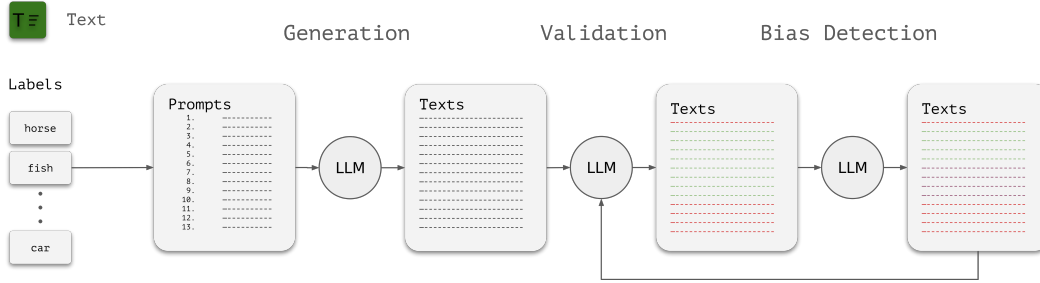 T
Text
Generation
Validation
Bias Detection
Labels
horse
fish
car
Prompts
1.
2.
3.
4.
5.
6.
7.
8.
9.
10.
11.
12.
13.
LLM
Texts
LLM
Texts
LLM
Texts